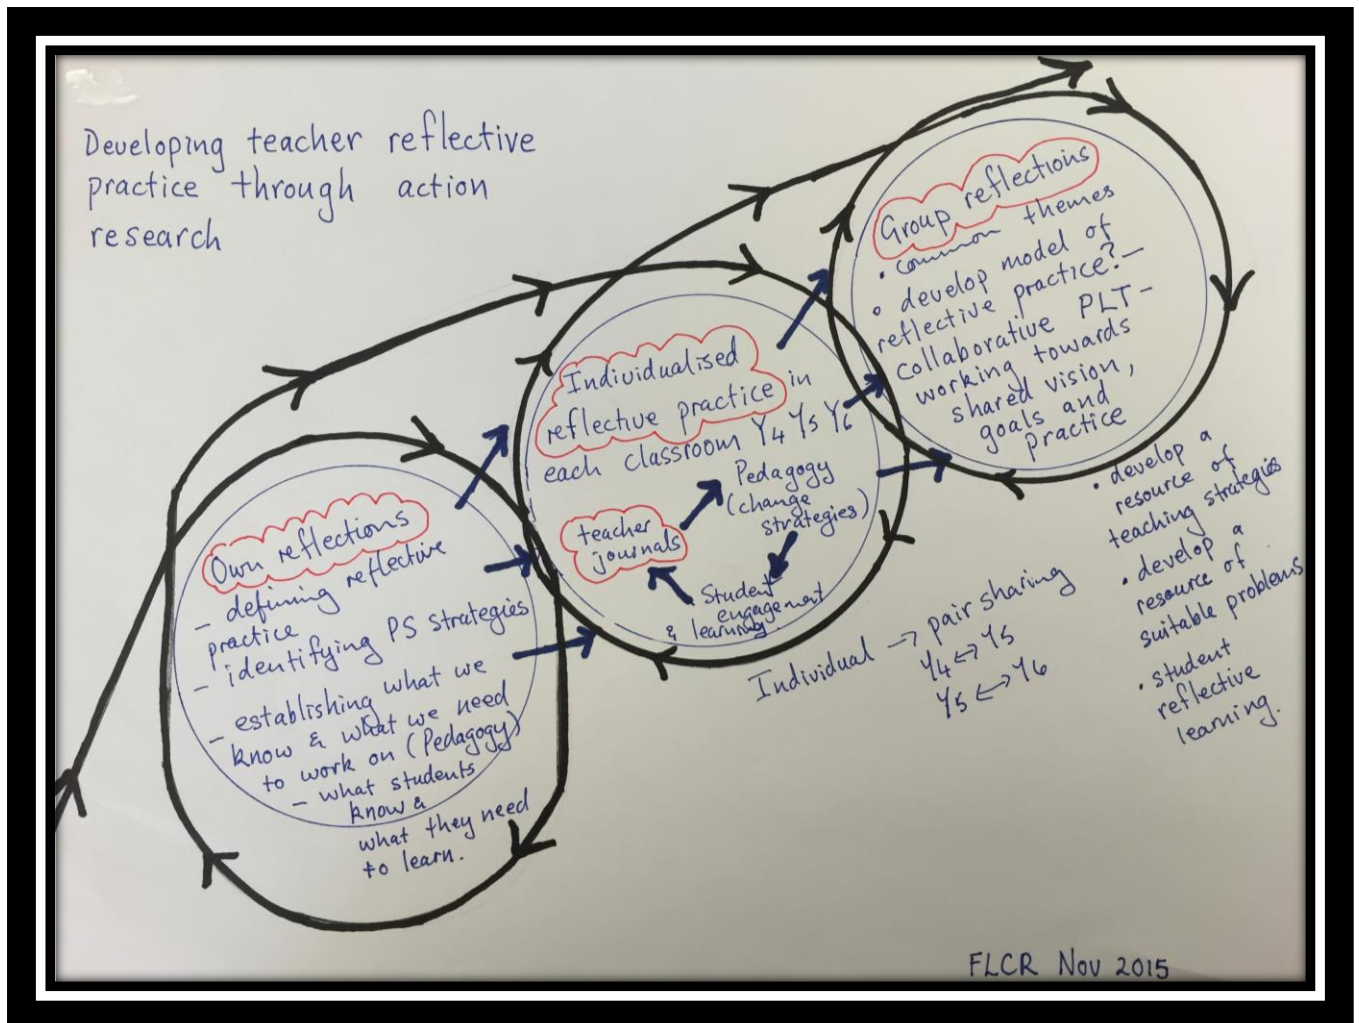 Developing teacher reflective
practice through action
research
Own reflections
- defining reflective
practice
- identifying PS strategies
- establishing what we
know & what we need
to work on (Pedagogy)
- what students
know &
what they need
to learn.
Individualised
reflective practice in
each classroom Y4 Y5 Y6
Pedagogy
(change
strategies)
teacher
journals
Student
engagement
& learning.
Individual → pair sharing
Y4 ↔ Y5
Y5 ↔ Y6
Group reflections
• common themes
• develop model of
reflective practice? -
collaborative PLT -
working towards
shared vision,
goals and
practice
• develop a
resource of
teaching strategies
• develop a
resource of
suitable problems
• student
reflective
learning.
FLCR Nov 2015